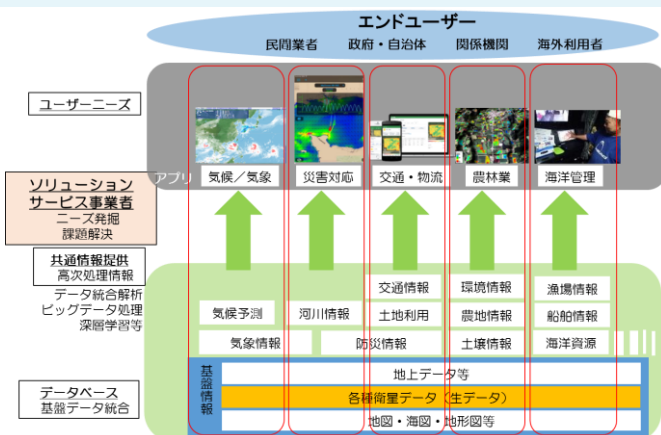 エンドユーザー
民間業者 政府・自治体 関係機関 海外利用者
ユーザーニーズ
アプリ
気候／気象 災害対応 交通・物流 農林業 海洋管理
ソリューション
サービス事業者
ニーズ発掘
課題解決
共通情報提供
高次処理情報
データ統合解析
ビッグデータ処理
深層学習等
交通情報 環境情報 漁場情報
気候予測 河川情報 土地利用 農地情報 船舶情報
気象情報 防災情報 土壌情報 海洋資源
データベース
基盤データ統合
基盤情報
地上データ等
各種衛星データ（生データ）
地図・海図・地形図等